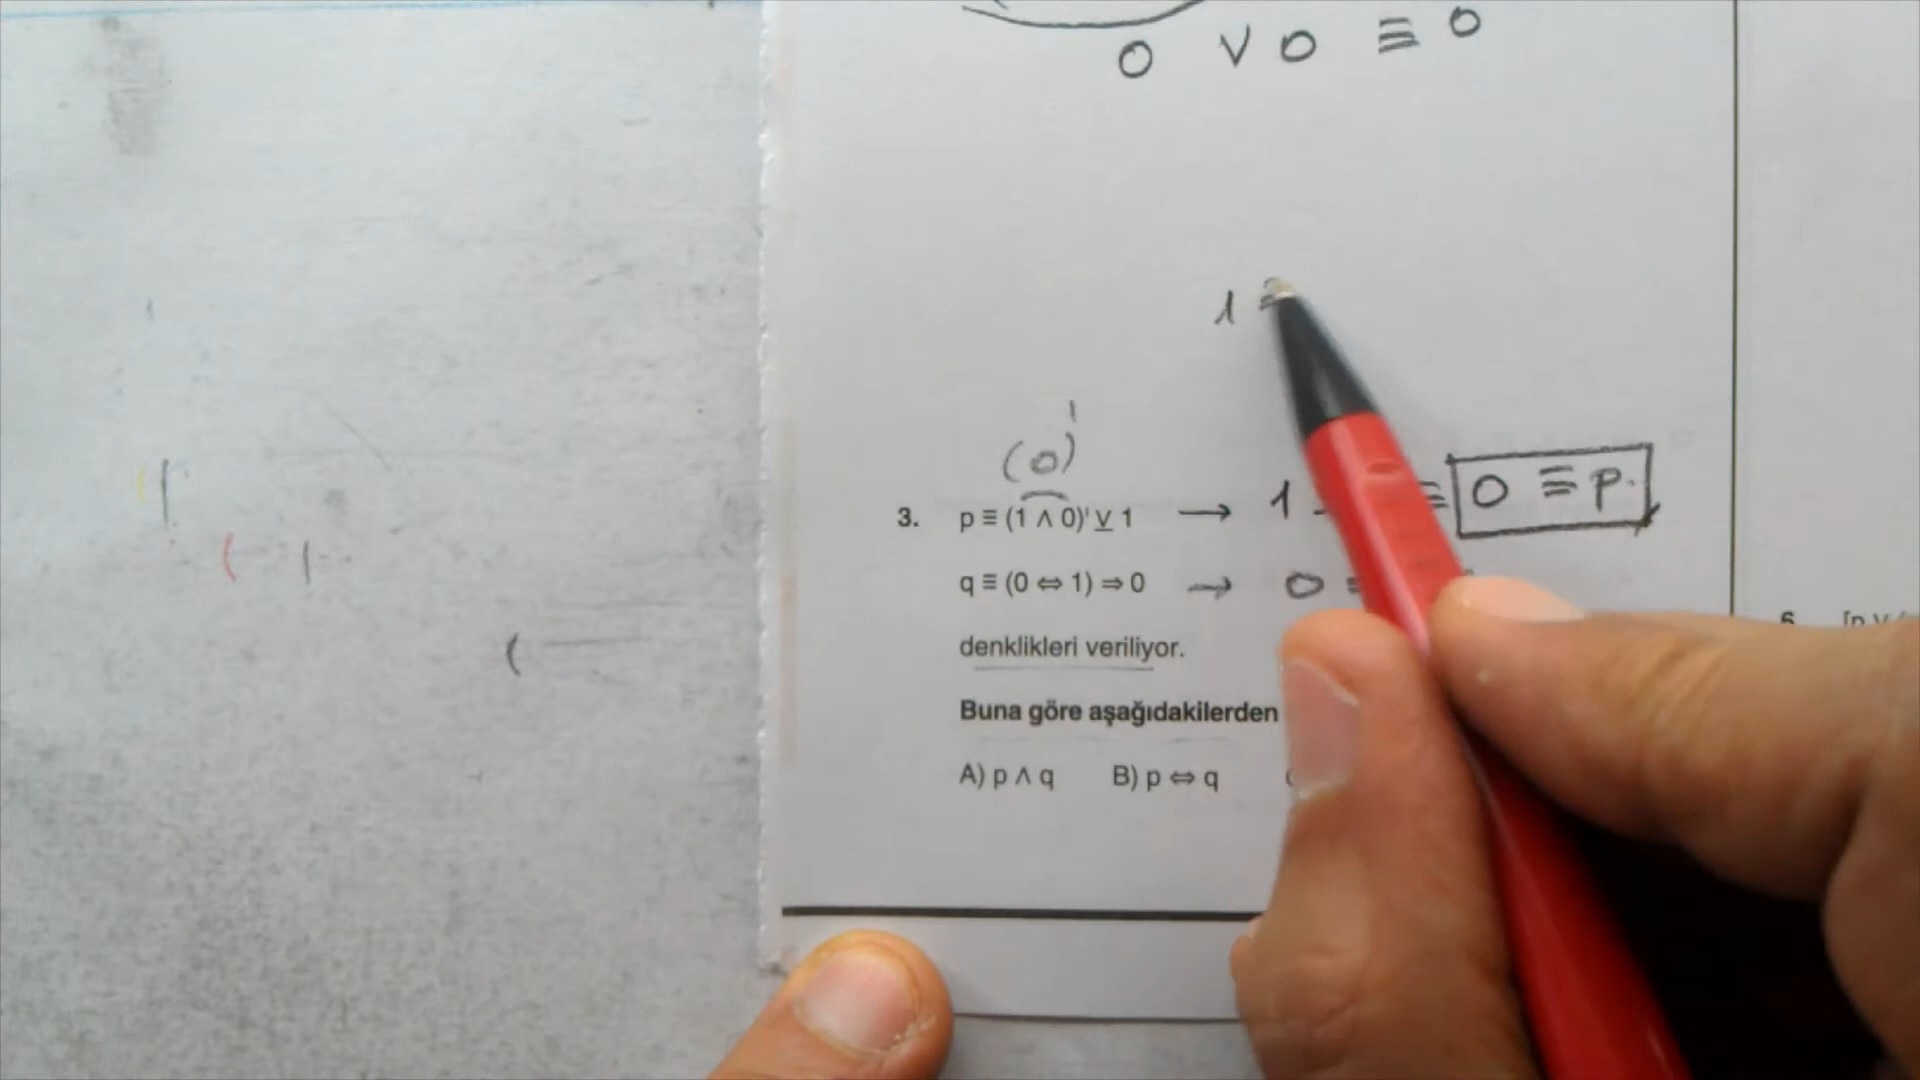 0 V 0 ≡ 0
1
(0)'
3. p ≡ (1 ∧ 0)' ⊻ 1 → 1 ≡ 0 ≡ p
q ≡ (0 ⇔ 1) ⇒ 0 → 0
denklikleri veriliyor.
Buna göre aşağıdakilerden
A) p ∧ q B) p ⇔ q
6.